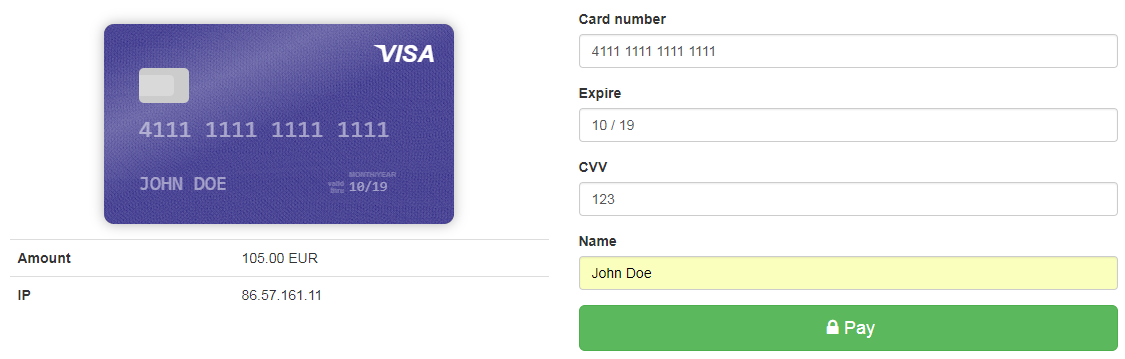 VISA
4111 1111 1111 1111
JOHN DOE
MONTH/YEAR
valid
thru
10/19
Amount 105.00 EUR
IP 86.57.161.11
Card number
4111 1111 1111 1111
Expire
10 / 19
CVV
123
Name
John Doe
Pay